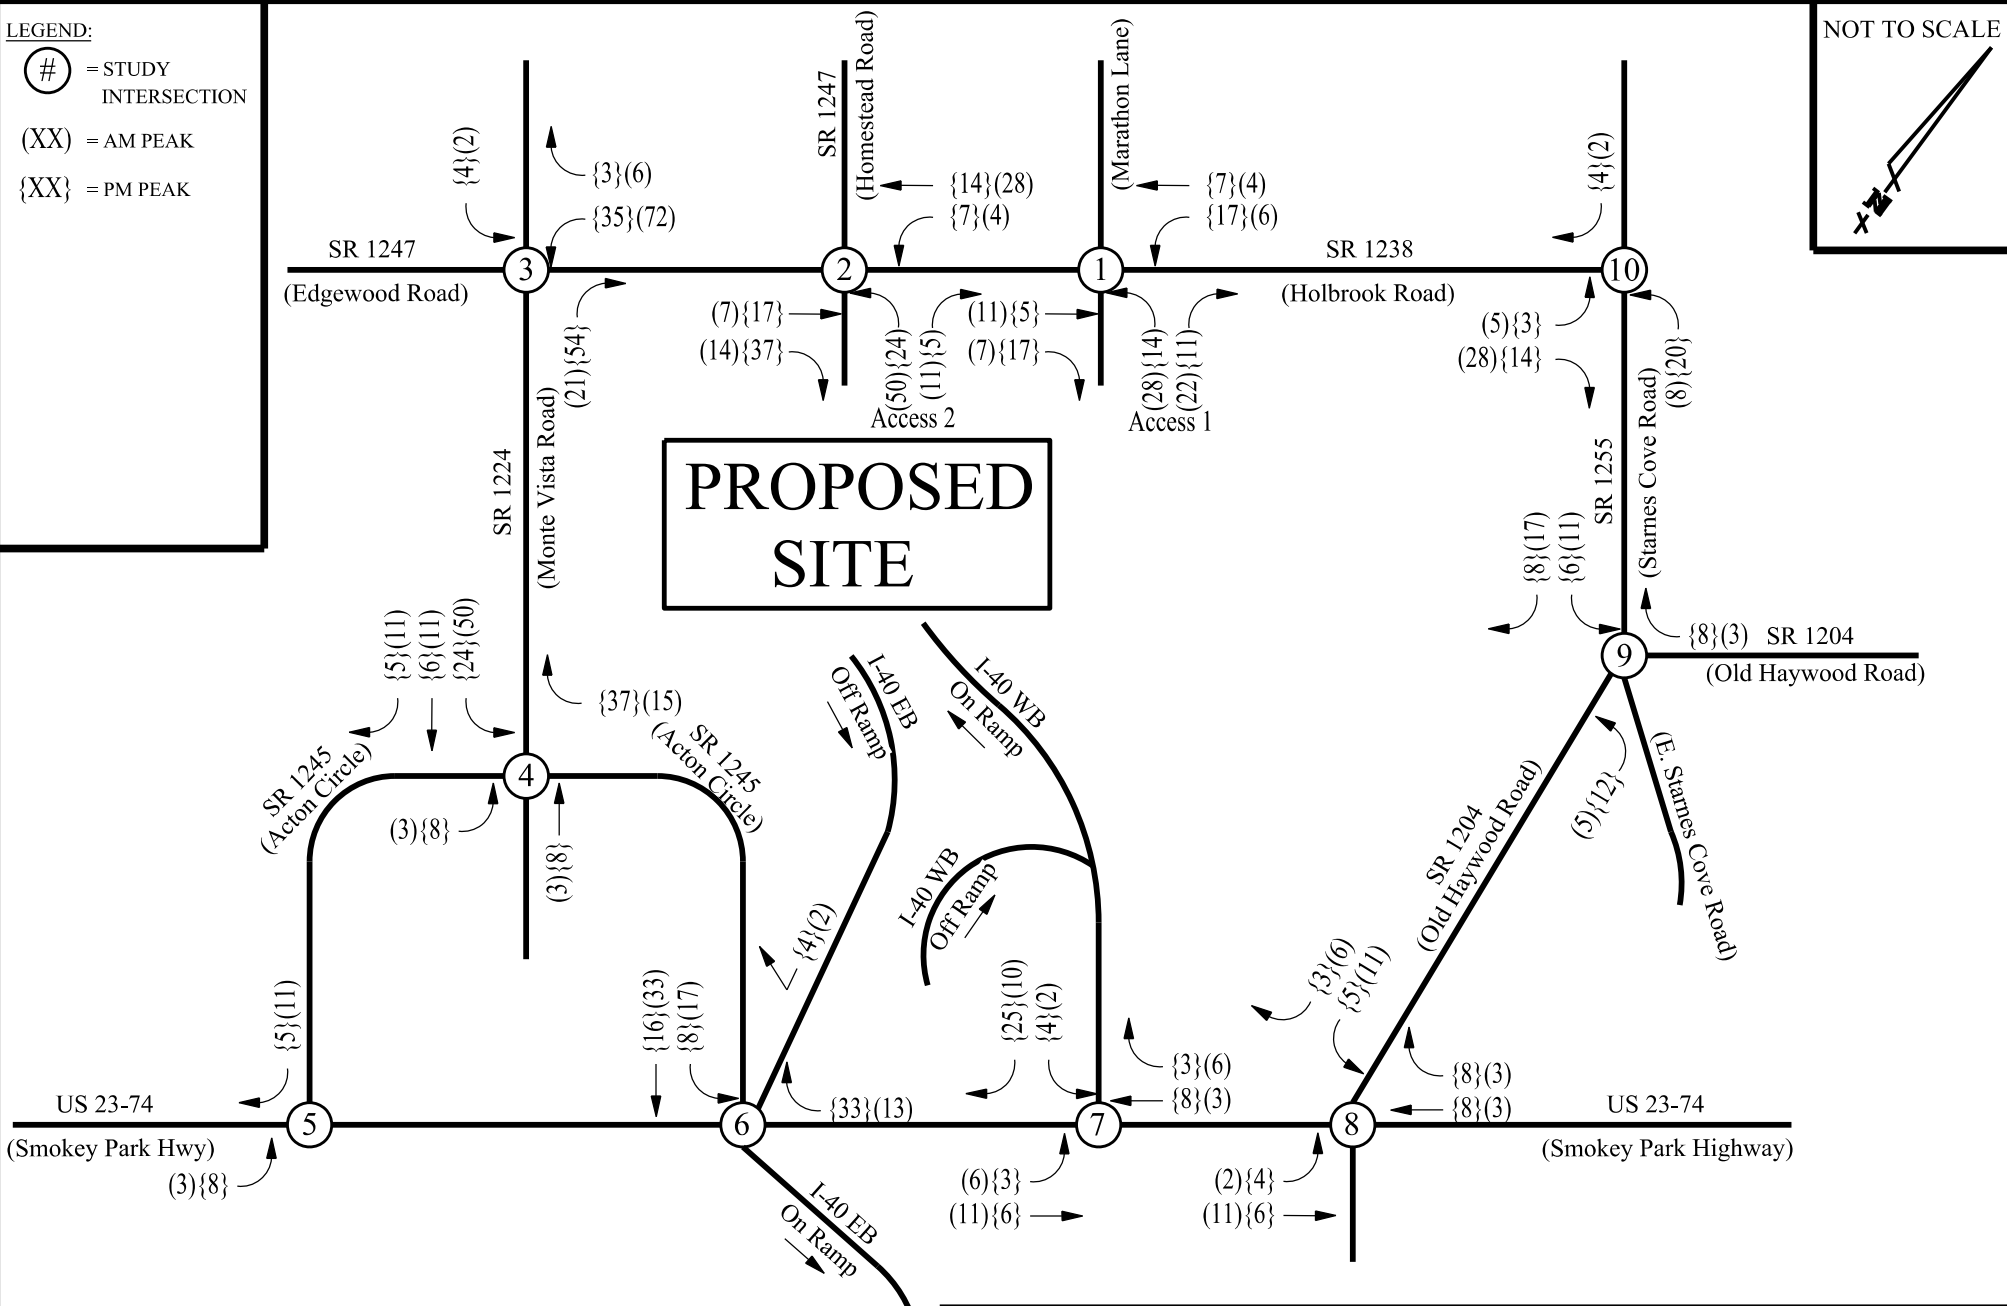 LEGEND:
# = STUDY
INTERSECTION
(XX) = AM PEAK
{XX} = PM PEAK
NOT TO SCALE
N
{4}(2)
{3}(6)
{35}(72)
SR 1247
(Edgewood Road)
3
(21){54}
SR 1247
(Homestead Road)
{14}(28)
{7}(4)
2
(7){17}
(14){37}
(50){24}
(11){5}
Access 2
(Marathon Lane)
{7}(4)
{17}(6)
1
(11){5}
(7){17}
(28){14}
(22){11}
Access 1
SR 1238
(Holbrook Road)
{4}(2)
10
(5){3}
(28){14}
(8){20}
PROPOSED
SITE
SR 1224
(Monte Vista Road)
SR 1255
(Starnes Cove Road)
{8}(17)
{6}(11)
{8}(3)
9
SR 1204
(Old Haywood Road)
(5){12}
(E. Starnes Cove Road)
SR 1204
(Old Haywood Road)
{5}(11)
{6}(11)
{24}(50)
{37}(15)
4
SR 1245
(Acton Circle)
SR 1245
(Acton Circle)
(3){8}
(3){8}
I-40 EB
Off Ramp
I-40 WB
On Ramp
I-40 WB
Off Ramp
{4}(2)
{5}(11)
US 23-74
(Smokey Park Hwy)
5
(3){8}
{16}(33)
{8}(17)
6
{33}(13)
I-40 EB
On Ramp
{25}(10)
{4}(2)
{3}(6)
{8}(3)
7
(6){3}
(11){6}
{3}(6)
{5}(11)
{8}(3)
{8}(3)
8
(2){4}
(11){6}
US 23-74
(Smokey Park Highway)